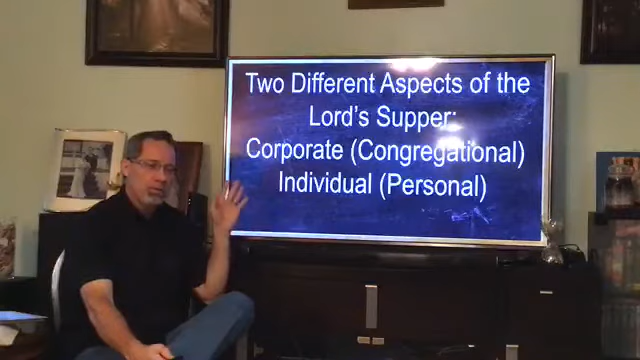 Two Different Aspects of the
Lord's Supper:
Corporate (Congregational)
Individual (Personal)